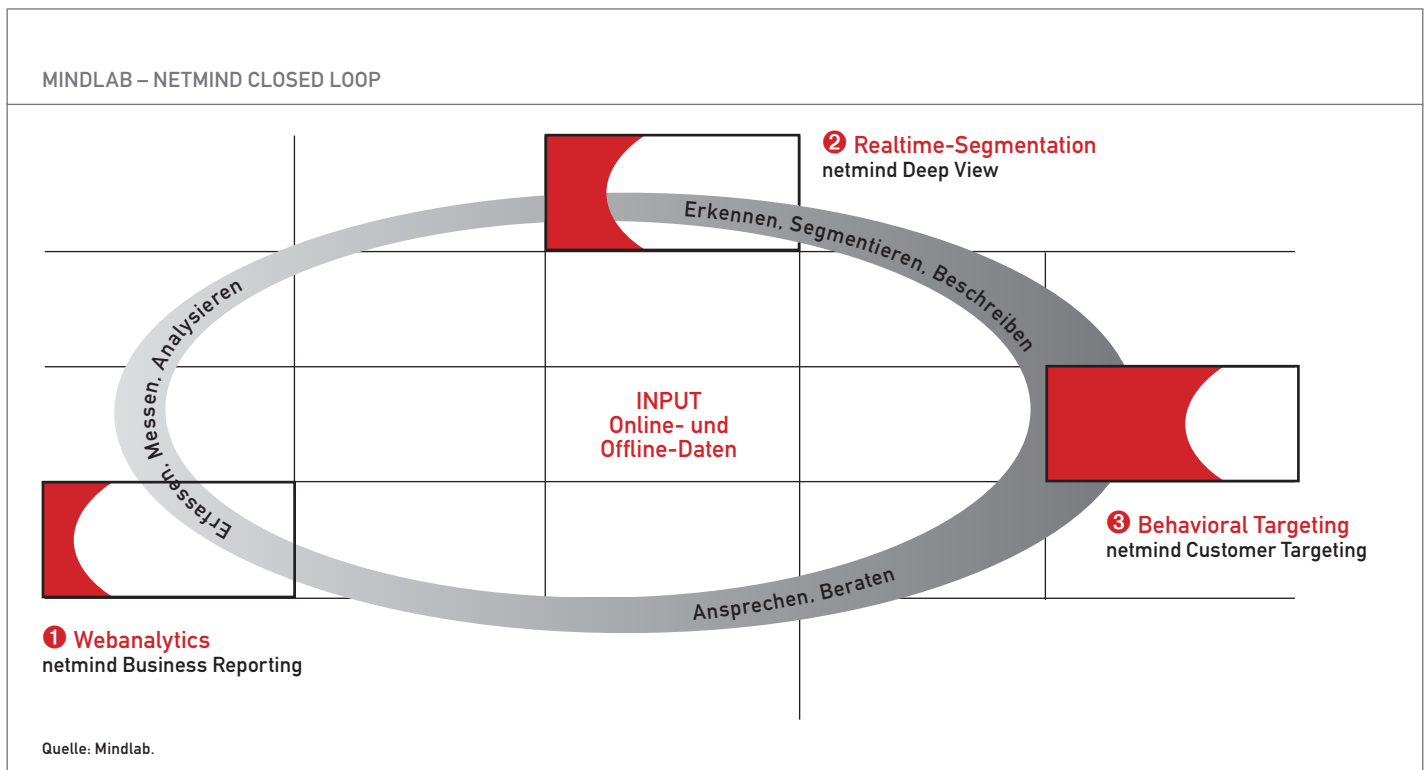 MINDLAB – NETMIND CLOSED LOOP
❷ Realtime-Segmentation
netmind Deep View
Erkennen, Segmentieren, Beschreiben
Erfassen, Messen, Analysieren
INPUT
Online- und
Offline-Daten
❸ Behavioral Targeting
netmind Customer Targeting
Ansprechen, Beraten
❶ Webanalytics
netmind Business Reporting
Quelle: Mindlab.